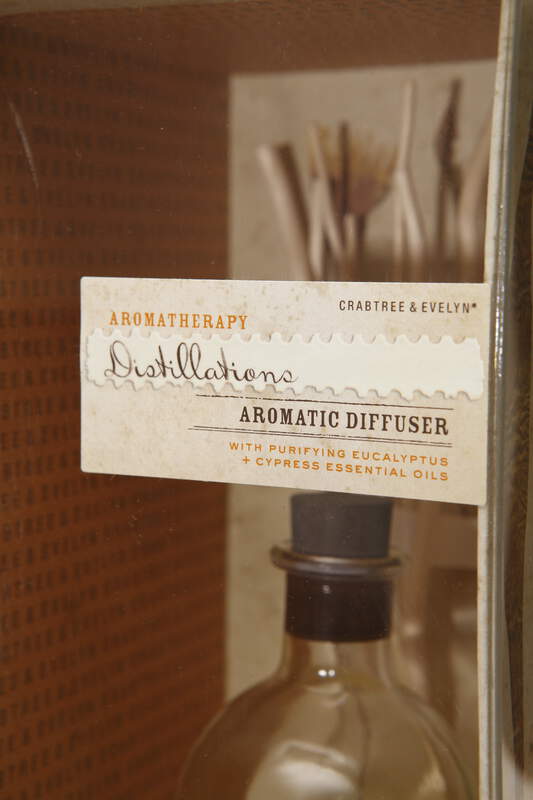 CRABTREE & EVELYN®
AROMATHERAPY
Distillations
AROMATIC DIFFUSER
WITH PURIFYING EUCALYPTUS
+ CYPRESS ESSENTIAL OILS